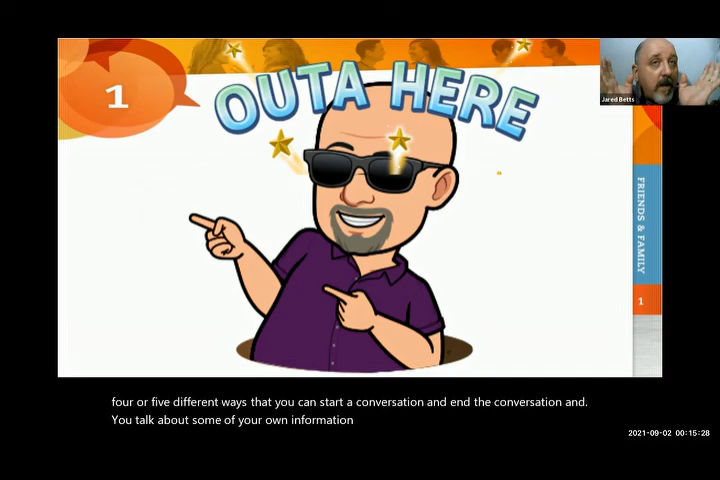 1
OUTA HERE
Jared Betts
FRIENDS & FAMILY
1
four or five different ways that you can start a conversation and end the conversation and.
You talk about some of your own information
2021-09-02 00:15:28